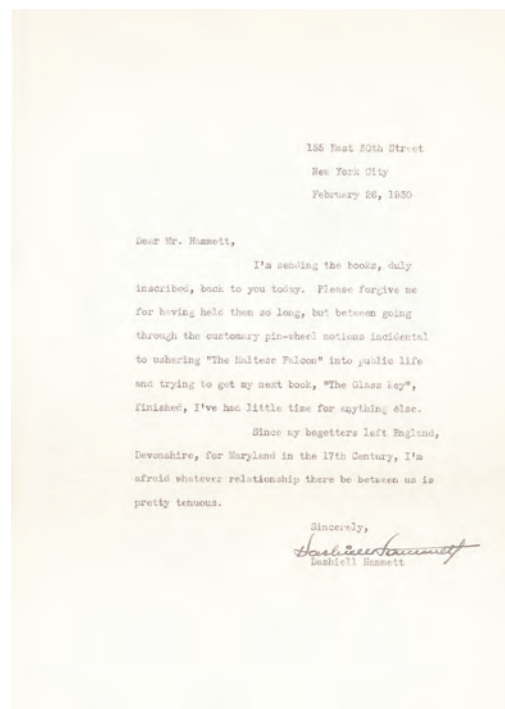 155 East 30th Street
New York City
February 26, 1930
Dear Mr. Hammett,
I'm sending the books, duly
inscribed, back to you today. Please forgive me
for having held them so long, but between going
through the customary pin-wheel motions incidental
to ushering "The Maltese Falcon" into public life
and trying to get my next book, "The Glass Key",
finished, I've had little time for anything else.
Since my begetters left England,
Devonshire, for Maryland in the 17th Century, I'm
afraid whatever relationship there be between us is
pretty tenuous.
Sincerely,
Dashiell Hammett
Dashiell Hammett